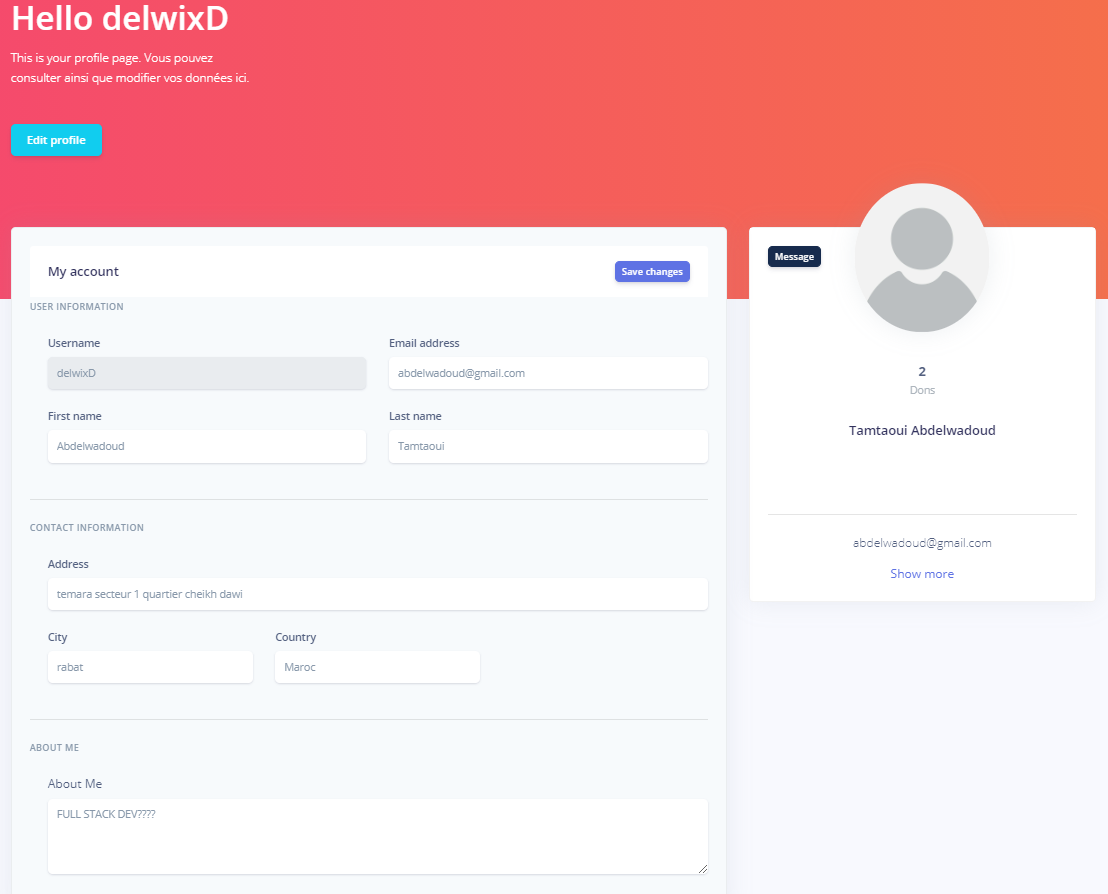 Hello delwixD
This is your profile page. Vous pouvez
consulter ainsi que modifier vos données ici.
Edit profile
My account
Save changes
USER INFORMATION
Username
Email address
delwixD
abdelwadoud@gmail.com
First name
Last name
Abdelwadoud
Tamtaoui
CONTACT INFORMATION
Address
temara secteur 1 quartier cheikh dawi
City
Country
rabat
Maroc
ABOUT ME
About Me
FULL STACK DEV????
Message
2
Dons
Tamtaoui Abdelwadoud
abdelwadoud@gmail.com
Show more